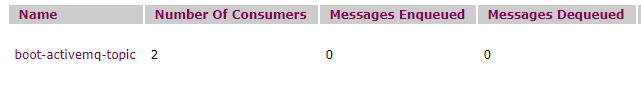 Name Number Of Consumers Messages Enqueued Messages Dequeued
boot-activemq-topic 2 0 0